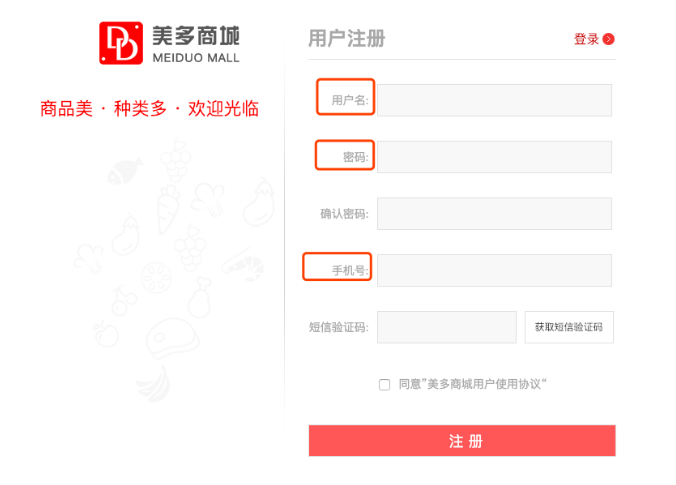 美多商城
MEIDUO MALL
商品美 · 种类多 · 欢迎光临
用户注册
登录
用户名:
密码:
确认密码:
手机号:
短信验证码:
获取短信验证码
同意”美多商城用户使用协议“
注 册